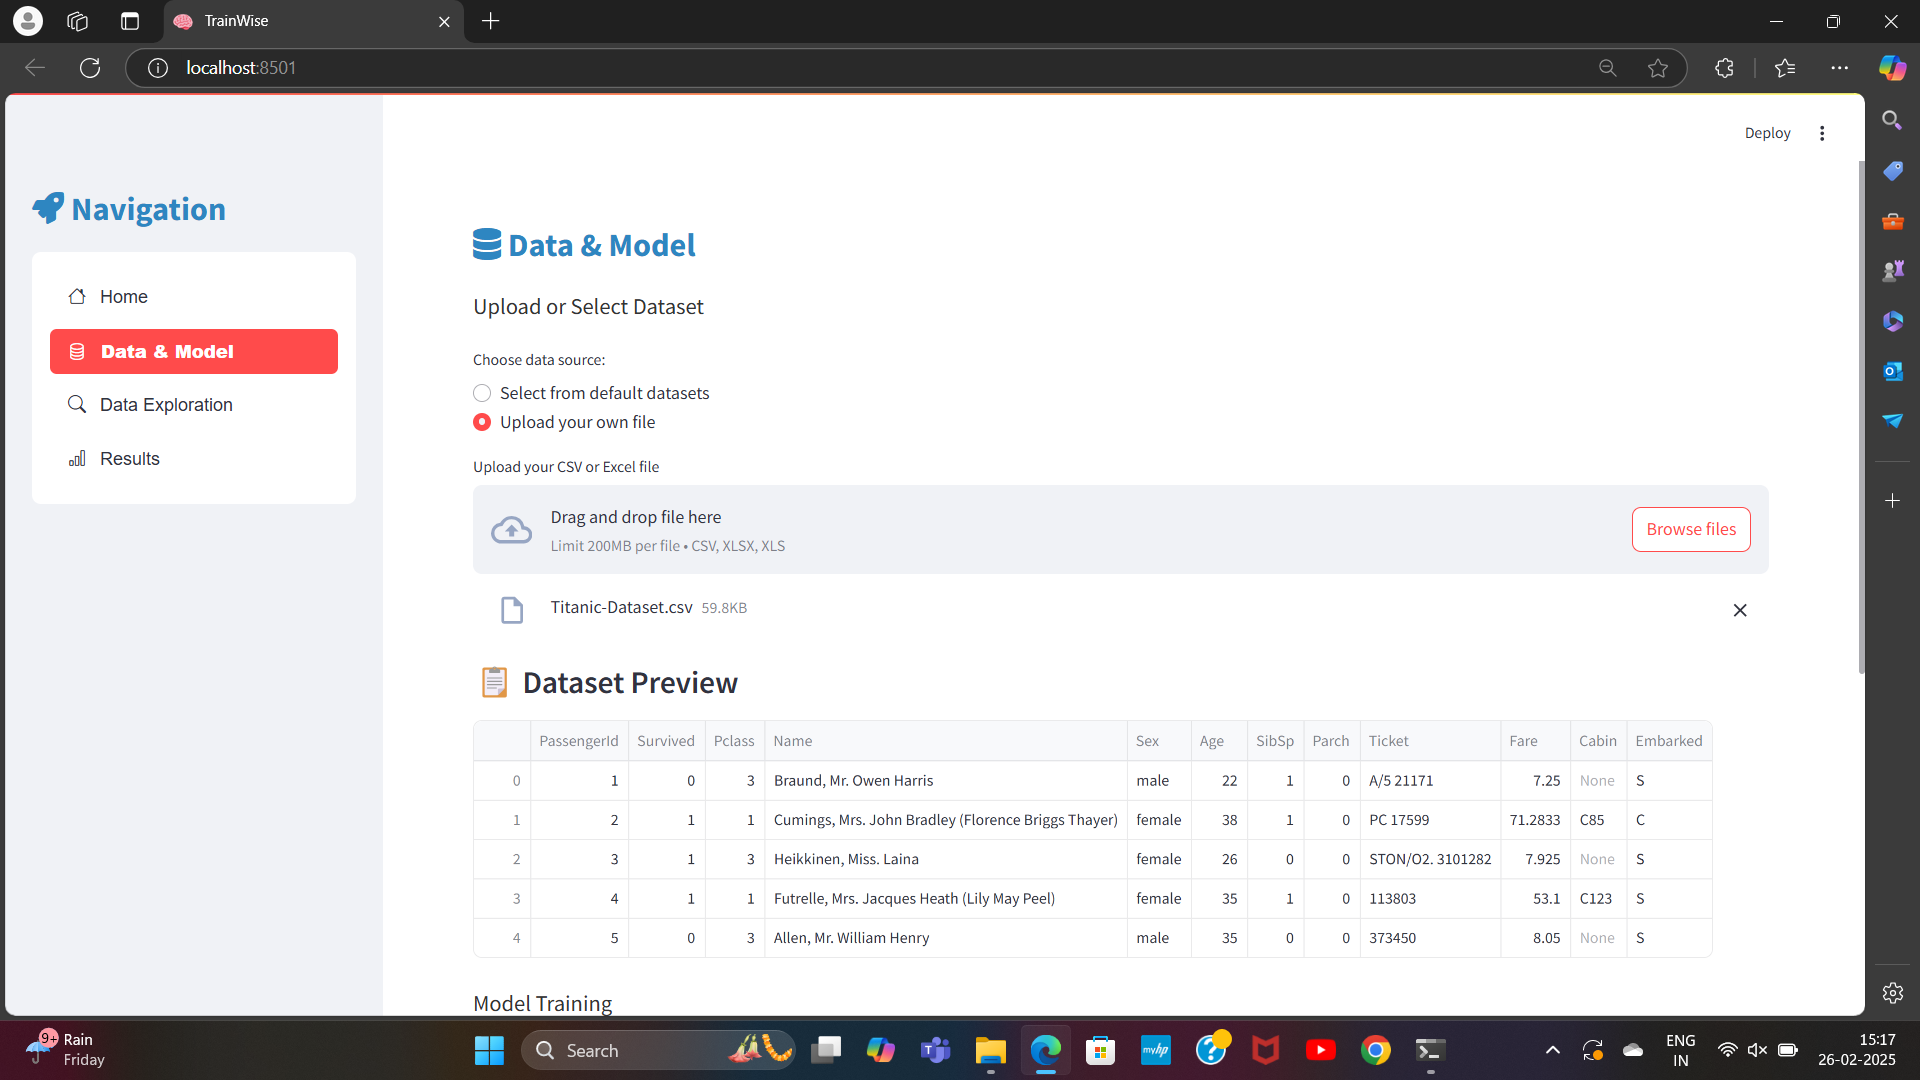 TrainWise
localhost:8501
Deploy
Navigation
Home
Data & Model
Data Exploration
Results
Data & Model
Upload or Select Dataset
Choose data source:
Select from default datasets
Upload your own file
Upload your CSV or Excel file
Drag and drop file here
Limit 200MB per file • CSV, XLSX, XLS
Browse files
Titanic-Dataset.csv 59.8KB
Dataset Preview
PassengerId Survived Pclass Name Sex Age SibSp Parch Ticket Fare Cabin Embarked
0 1 0 3 Braund, Mr. Owen Harris male 22 1 0 A/5 21171 7.25 None S
1 2 1 1 Cumings, Mrs. John Bradley (Florence Briggs Thayer) female 38 1 0 PC 17599 71.2833 C85 C
2 3 1 3 Heikkinen, Miss. Laina female 26 0 0 STON/O2. 3101282 7.925 None S
3 4 1 1 Futrelle, Mrs. Jacques Heath (Lily May Peel) female 35 1 0 113803 53.1 C123 S
4 5 0 3 Allen, Mr. William Henry male 35 0 0 373450 8.05 None S
Model Training
9+
Rain
Friday
Search
myhp
ENG
IN
15:17
26-02-2025